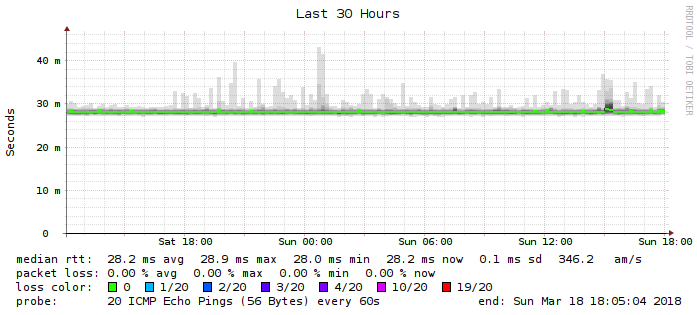 Last 30 Hours
RRDTOOL / TOBI OETIKER
Seconds
40 m
30 m
20 m
10 m
0
Sat 18:00 Sun 00:00 Sun 06:00 Sun 12:00 Sun 18:00
median rtt: 28.2 ms avg 28.9 ms max 28.0 ms min 28.2 ms now 0.1 ms sd 346.2 am/s
packet loss: 0.00 % avg 0.00 % max 0.00 % min 0.00 % now
loss color: 0 1/20 2/20 3/20 4/20 10/20 19/20
probe: 20 ICMP Echo Pings (56 Bytes) every 60s end: Sun Mar 18 18:05:04 2018